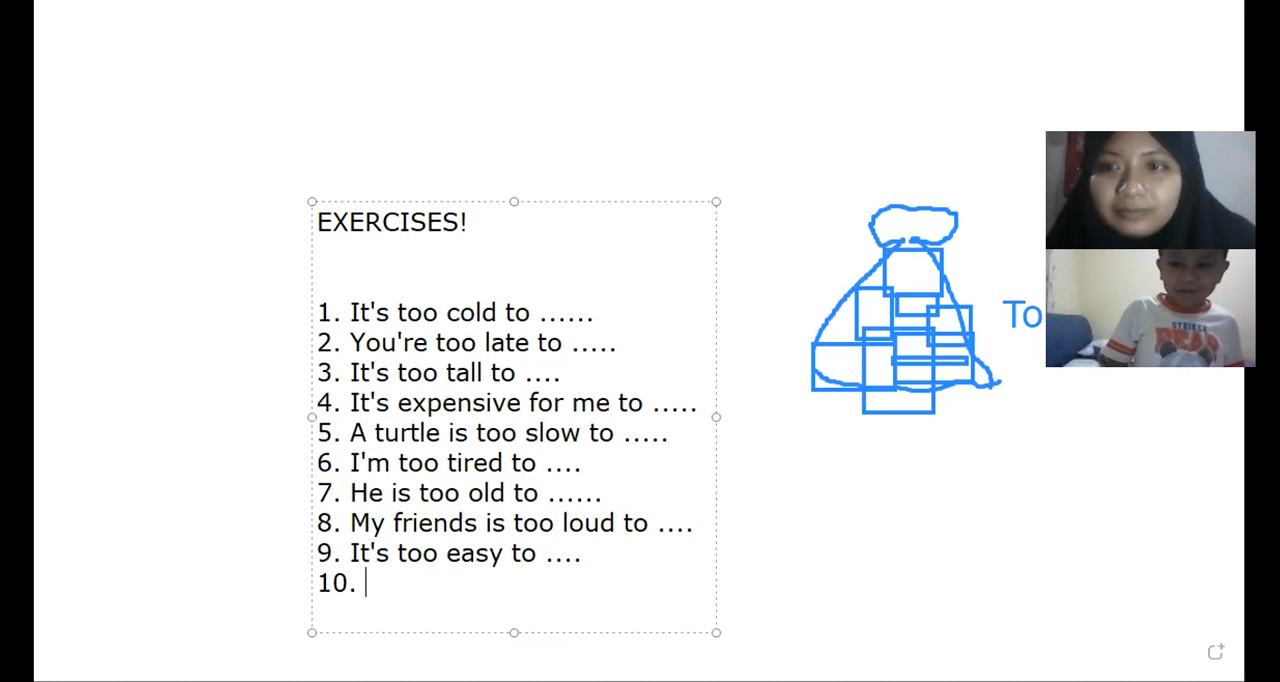 EXERCISES!
1. It's too cold to ......
2. You're too late to .....
3. It's too tall to ....
4. It's expensive for me to .....
5. A turtle is too slow to .....
6. I'm too tired to ....
7. He is too old to ......
8. My friends is too loud to ....
9. It's too easy to ....
10.
To